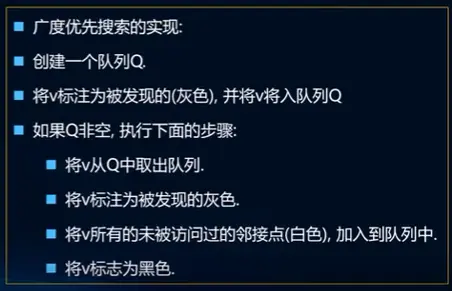 广度优先搜索的实现:
创建一个队列Q.
将v标注为被发现的(灰色), 并将v将入队列Q
如果Q非空, 执行下面的步骤:
将v从Q中取出队列.
将v标注为被发现的灰色.
将v所有的未被访问过的邻接点(白色), 加入到队列中.
将v标志为黑色.